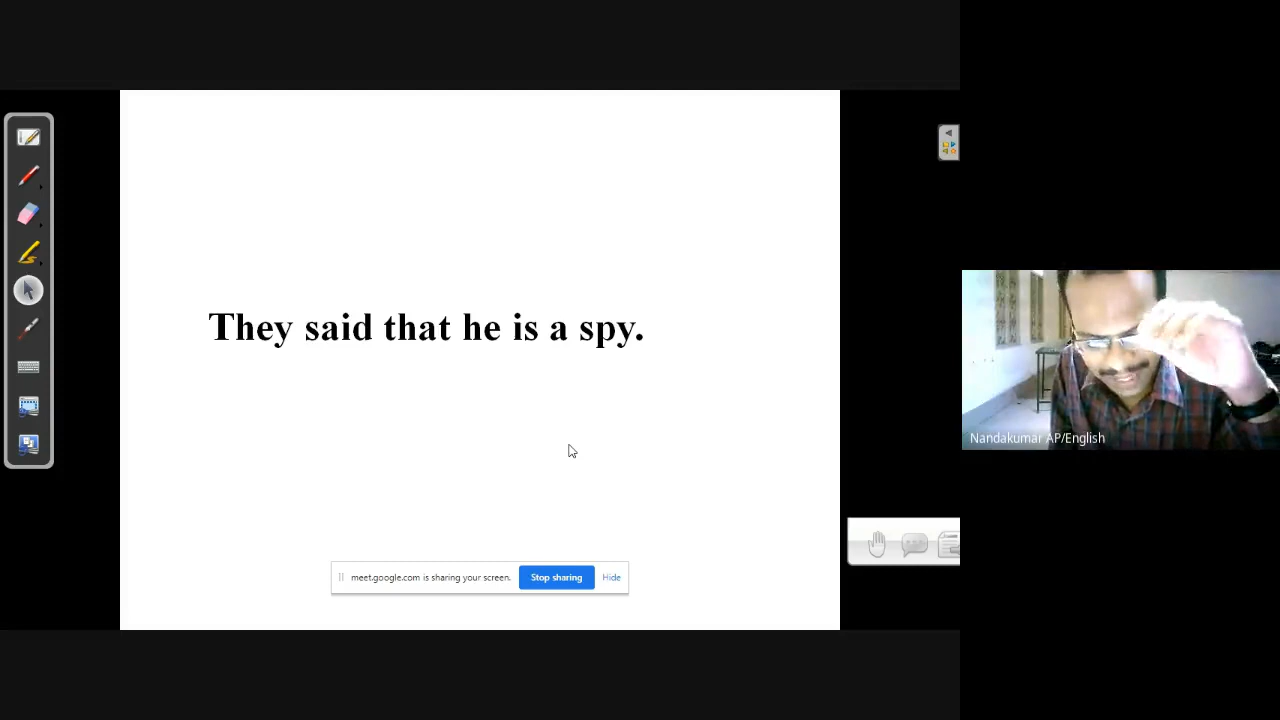 They said that he is a spy.
Nandakumar AP/English
meet.google.com is sharing your screen.
Stop sharing
Hide